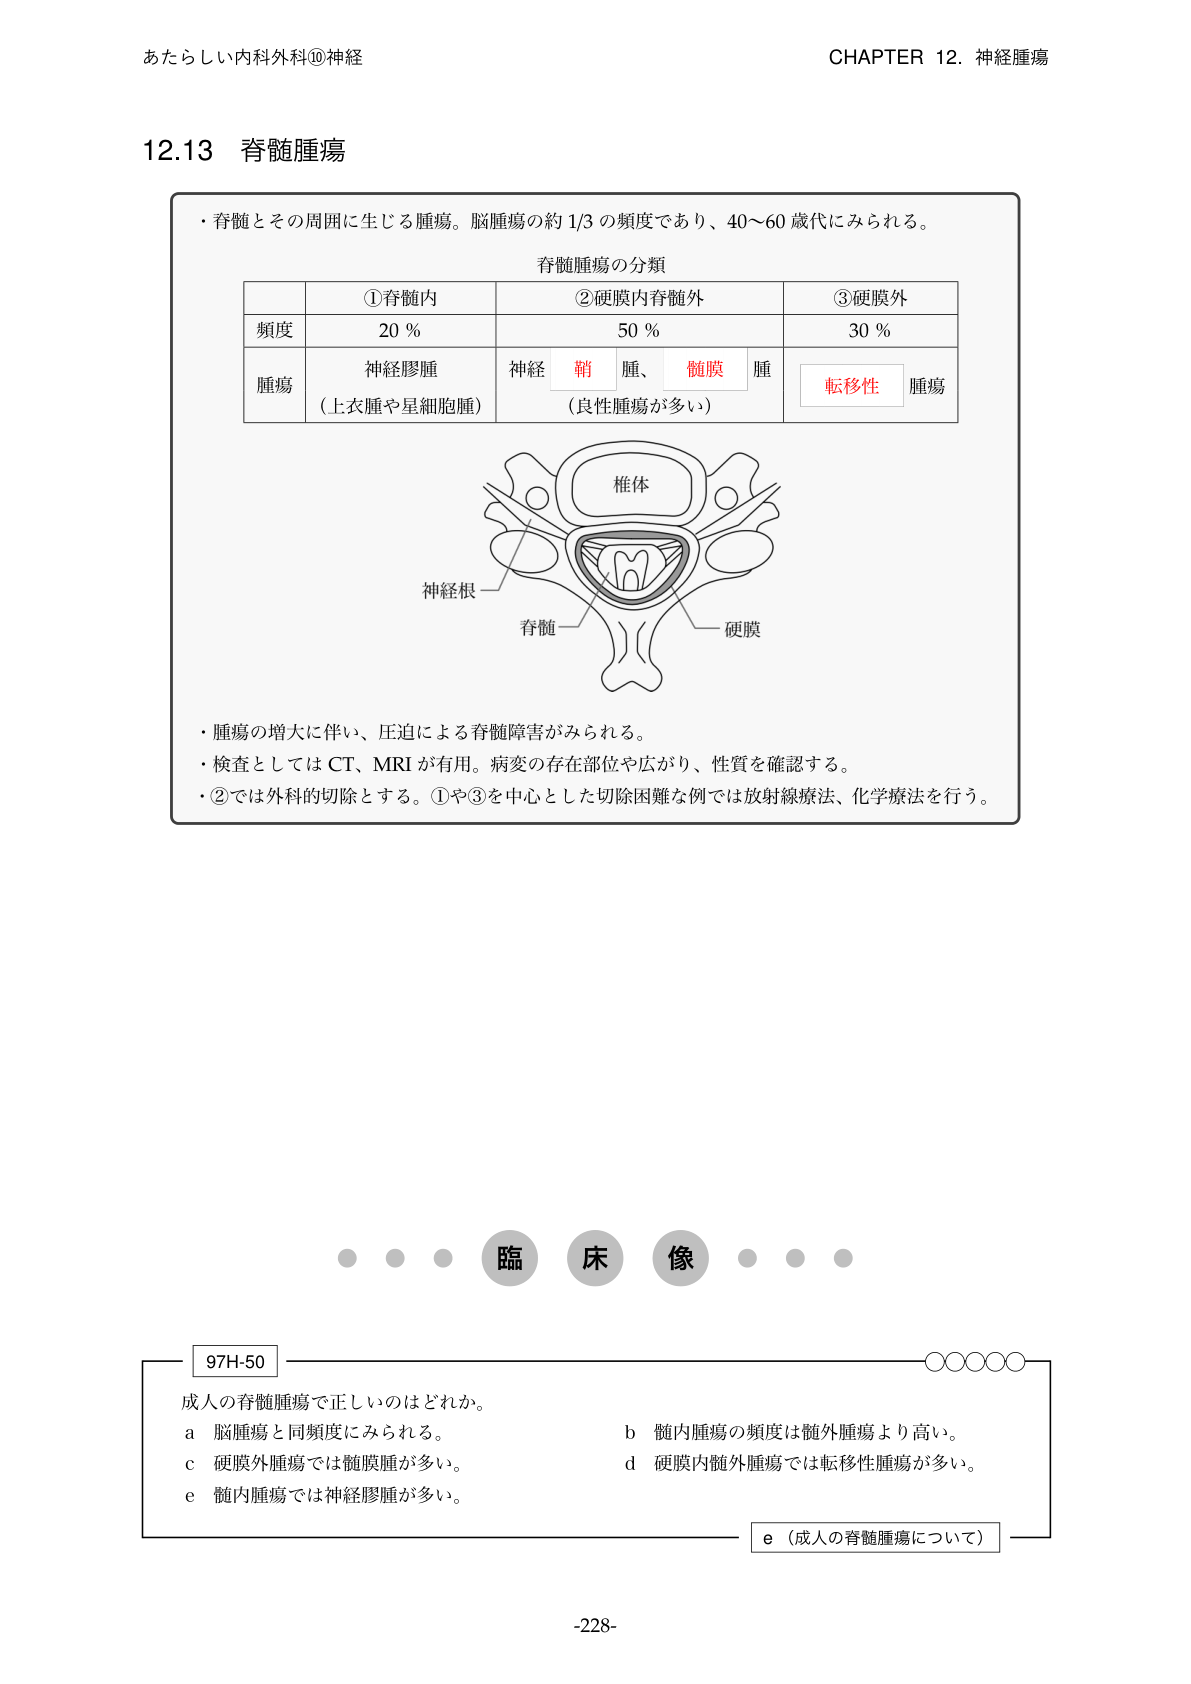 あたらしい内科外科⑩神経 CHAPTER 12. 神経腫瘍
12.13 脊髄腫瘍
・脊髄とその周囲に生じる腫瘍。脳腫瘍の約 1/3 の頻度であり、40〜60 歳代にみられる。
脊髄腫瘍の分類
①脊髄内 ②硬膜内脊髄外 ③硬膜外
頻度 20 % 50 % 30 %
腫瘍 神経膠腫 神経 鞘 腫、 髄膜 腫 転移性 腫瘍
（上衣腫や星細胞腫） （良性腫瘍が多い）
椎体
神経根
脊髄
硬膜
・腫瘍の増大に伴い、圧迫による脊髄障害がみられる。
・検査としては CT、MRI が有用。病変の存在部位や広がり、性質を確認する。
・②では外科的切除とする。①や③を中心とした切除困難な例では放射線療法、化学療法を行う。
臨 床 像
97H-50
成人の脊髄腫瘍で正しいのはどれか。
a 脳腫瘍と同頻度にみられる。 b 髄内腫瘍の頻度は髄外腫瘍より高い。
c 硬膜外腫瘍では髄膜腫が多い。 d 硬膜内髄外腫瘍では転移性腫瘍が多い。
e 髄内腫瘍では神経膠腫が多い。
e （成人の脊髄腫瘍について）
-228-